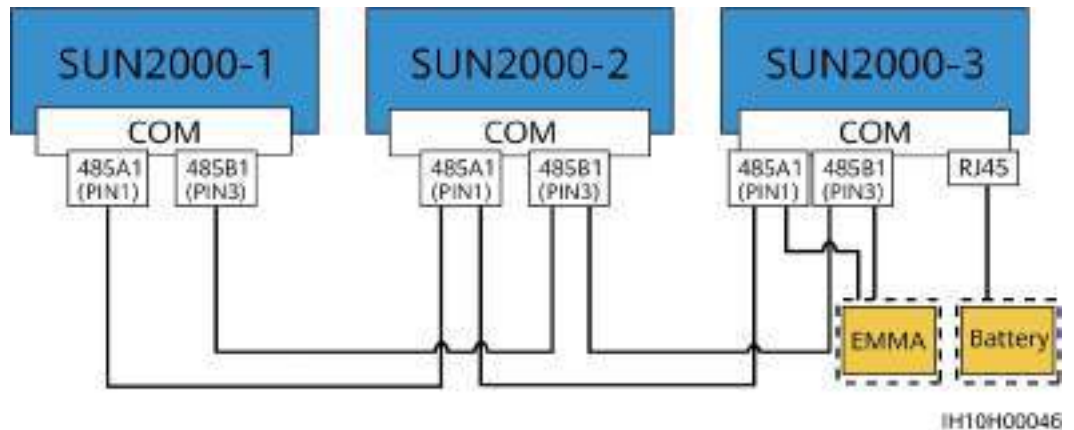 SUN2000-1
SUN2000-2
SUN2000-3
COM
COM
COM
485A1
(PIN1)
485B1
(PIN3)
485A1
(PIN1)
485B1
(PIN3)
485A1
(PIN1)
485B1
(PIN3)
RJ45
EMMA
Battery
IH10H00046